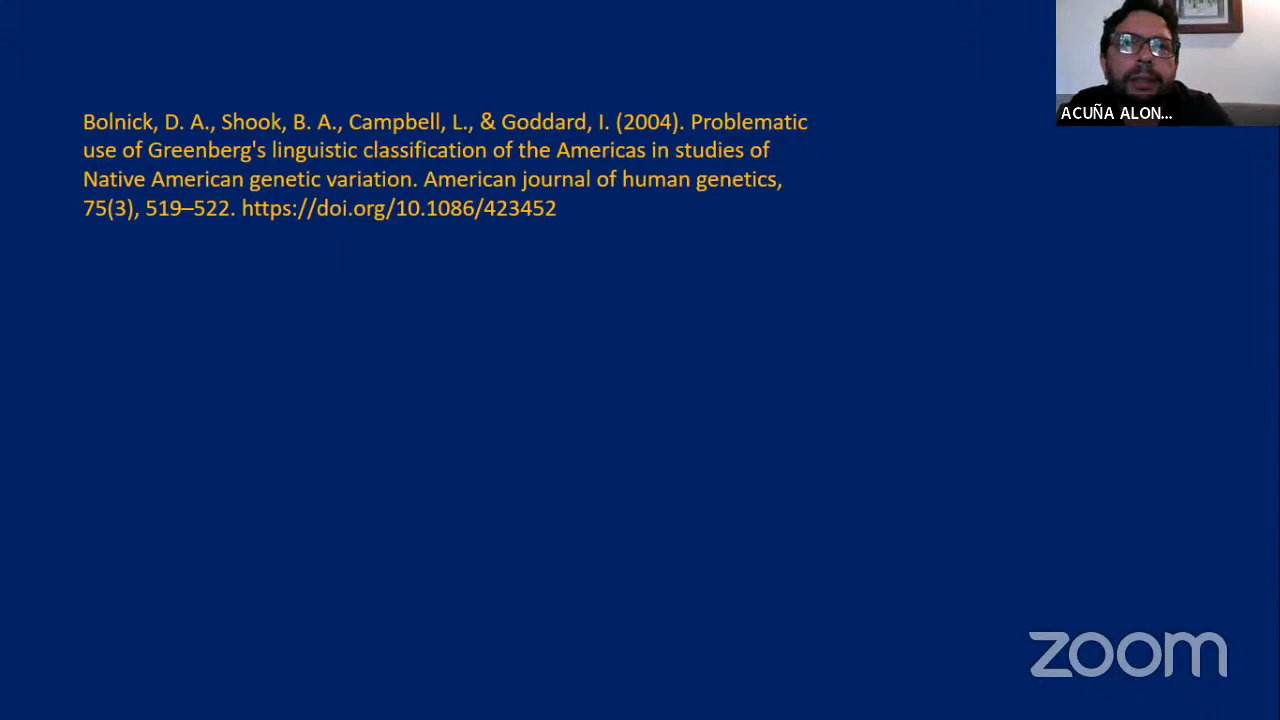 Bolnick, D. A., Shook, B. A., Campbell, L., & Goddard, I. (2004). Problematic
use of Greenberg's linguistic classification of the Americas in studies of
Native American genetic variation. American journal of human genetics,
75(3), 519–522. https://doi.org/10.1086/423452
ACUÑA ALON...
zoom